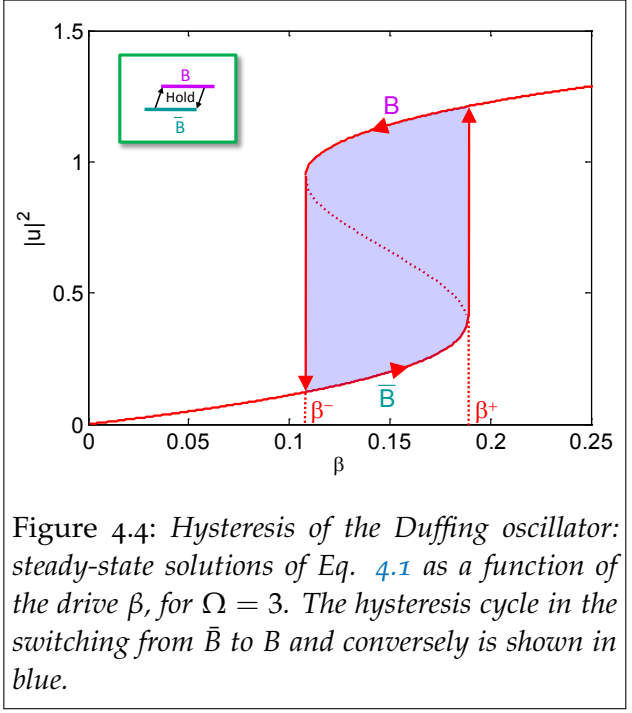 1.5
B
Hold
B̄
B
1
|u|²
0.5
B̄
β⁻
β⁺
0
0
0.05
0.1
0.15
0.2
0.25
β
Figure 4.4: Hysteresis of the Duffing oscillator:
steady-state solutions of Eq. 4.1 as a function of
the drive β, for Ω = 3. The hysteresis cycle in the
switching from B̄ to B and conversely is shown in
blue.